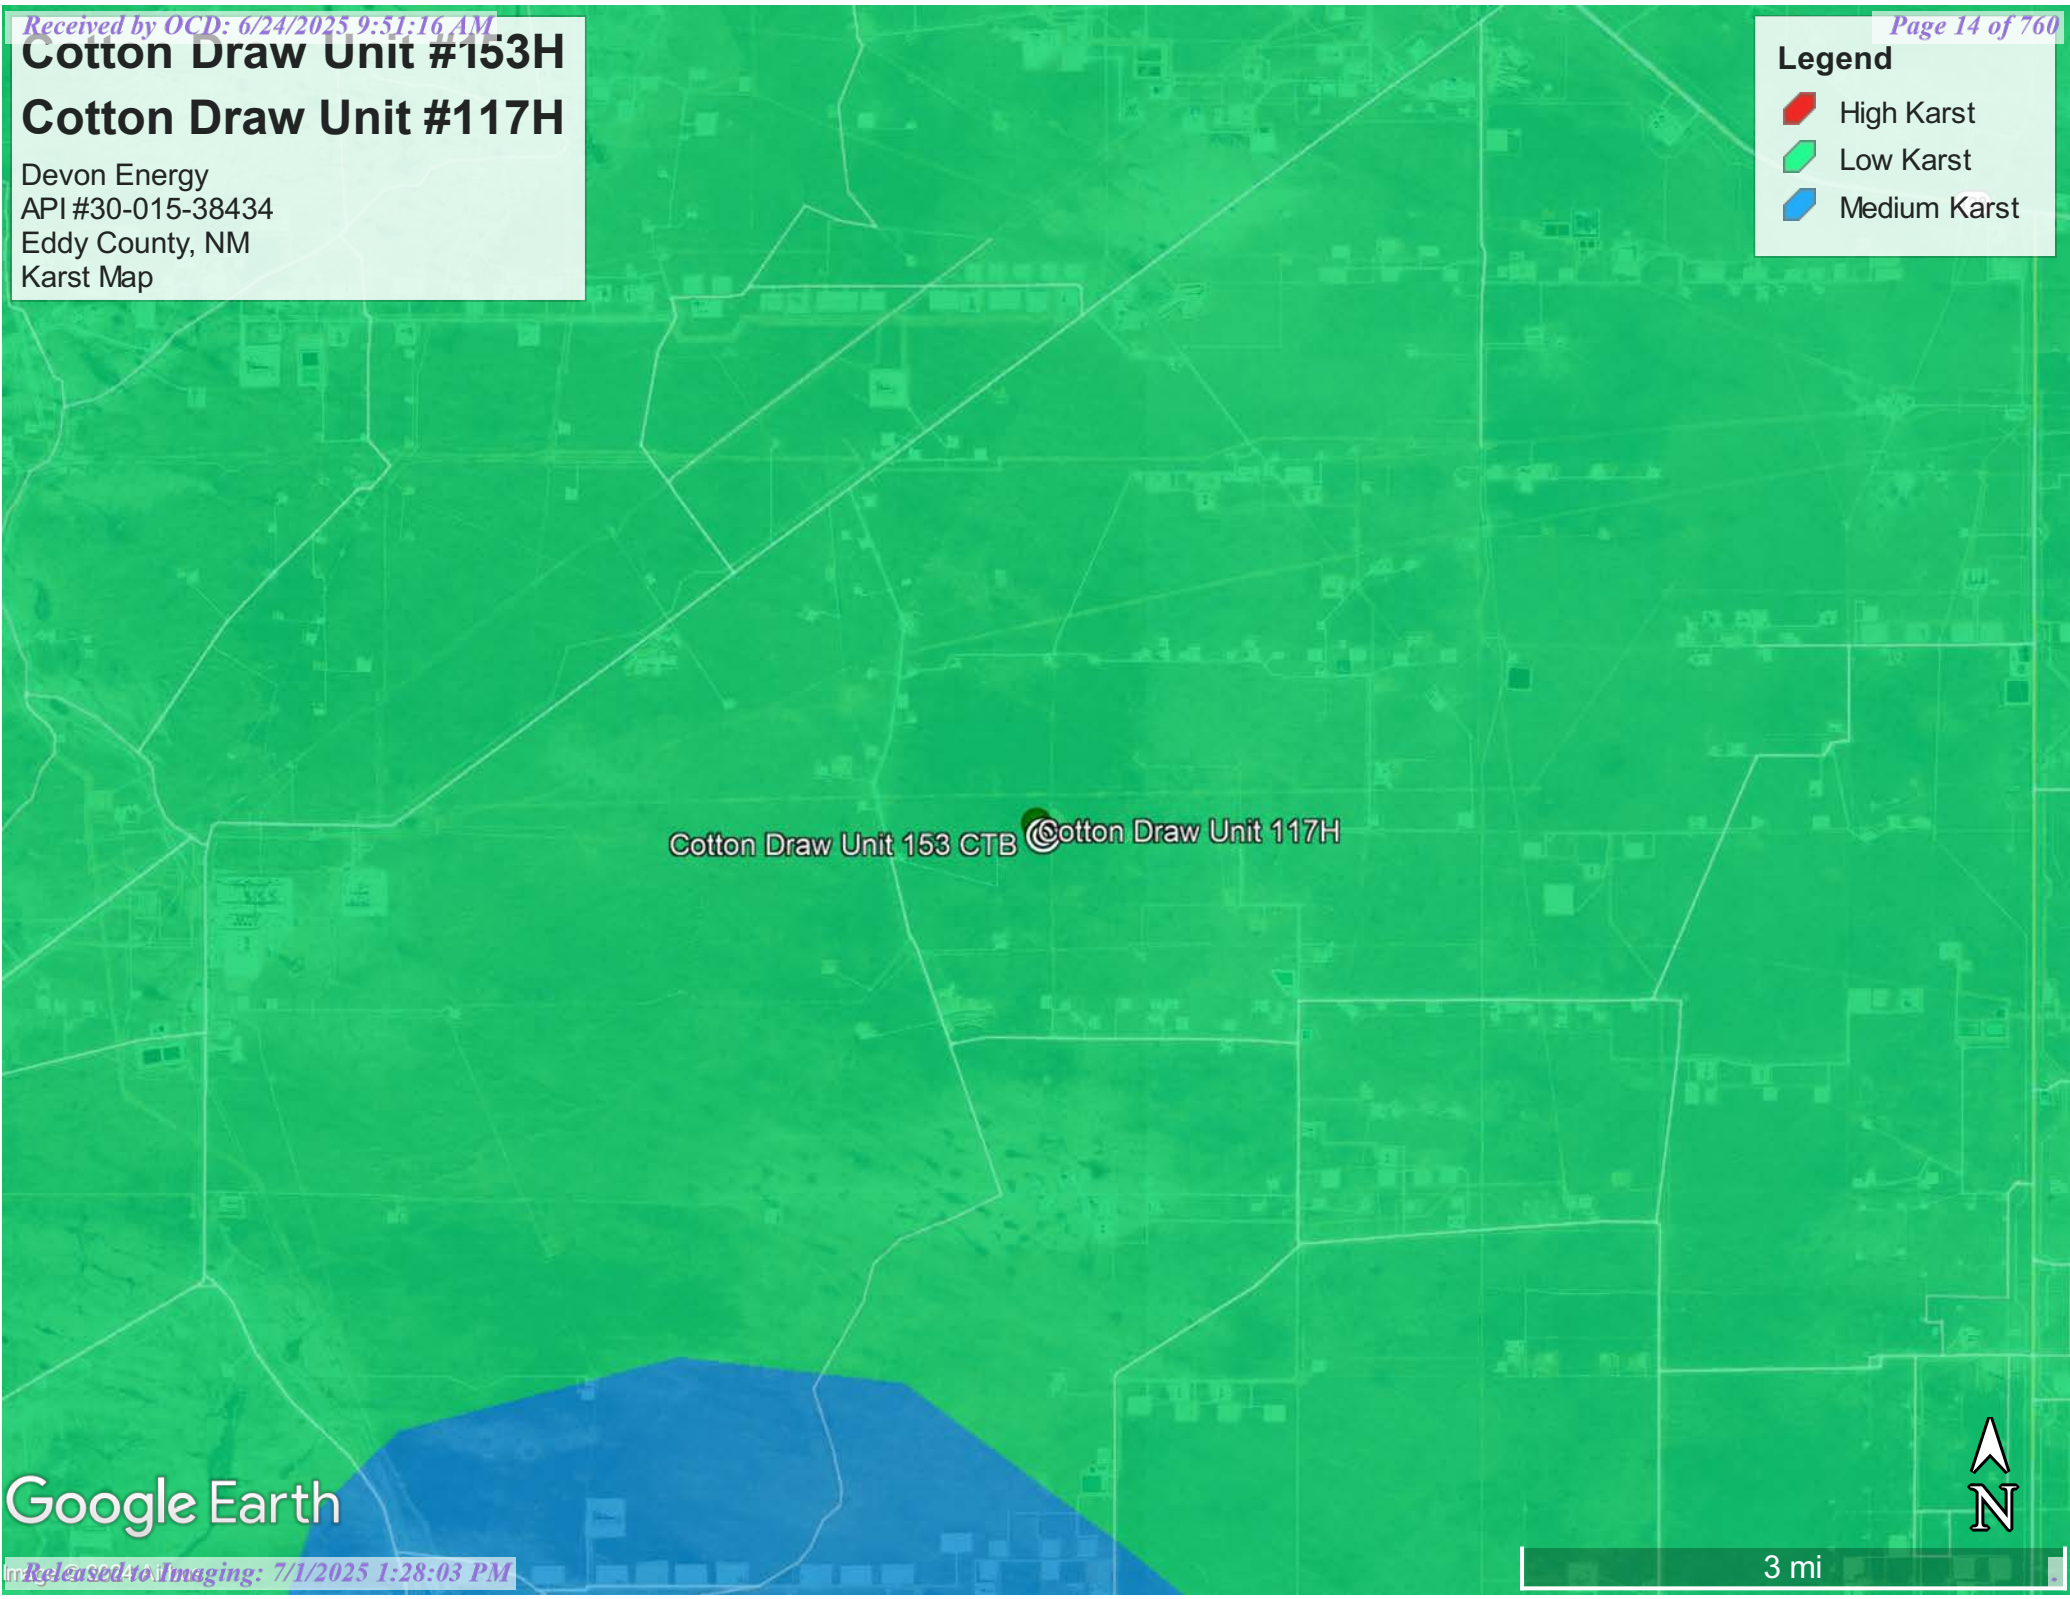 Received by OCD: 6/24/2025 9:51:16 AM
Page 14 of 760
Cotton Draw Unit #153H
Cotton Draw Unit #117H
Devon Energy
API #30-015-38434
Eddy County, NM
Karst Map
Legend
High Karst
Low Karst
Medium Karst
Cotton Draw Unit 153 CTB
Cotton Draw Unit 117H
Google Earth
N
3 mi
Released to Imaging: 7/1/2025 1:28:03 PM